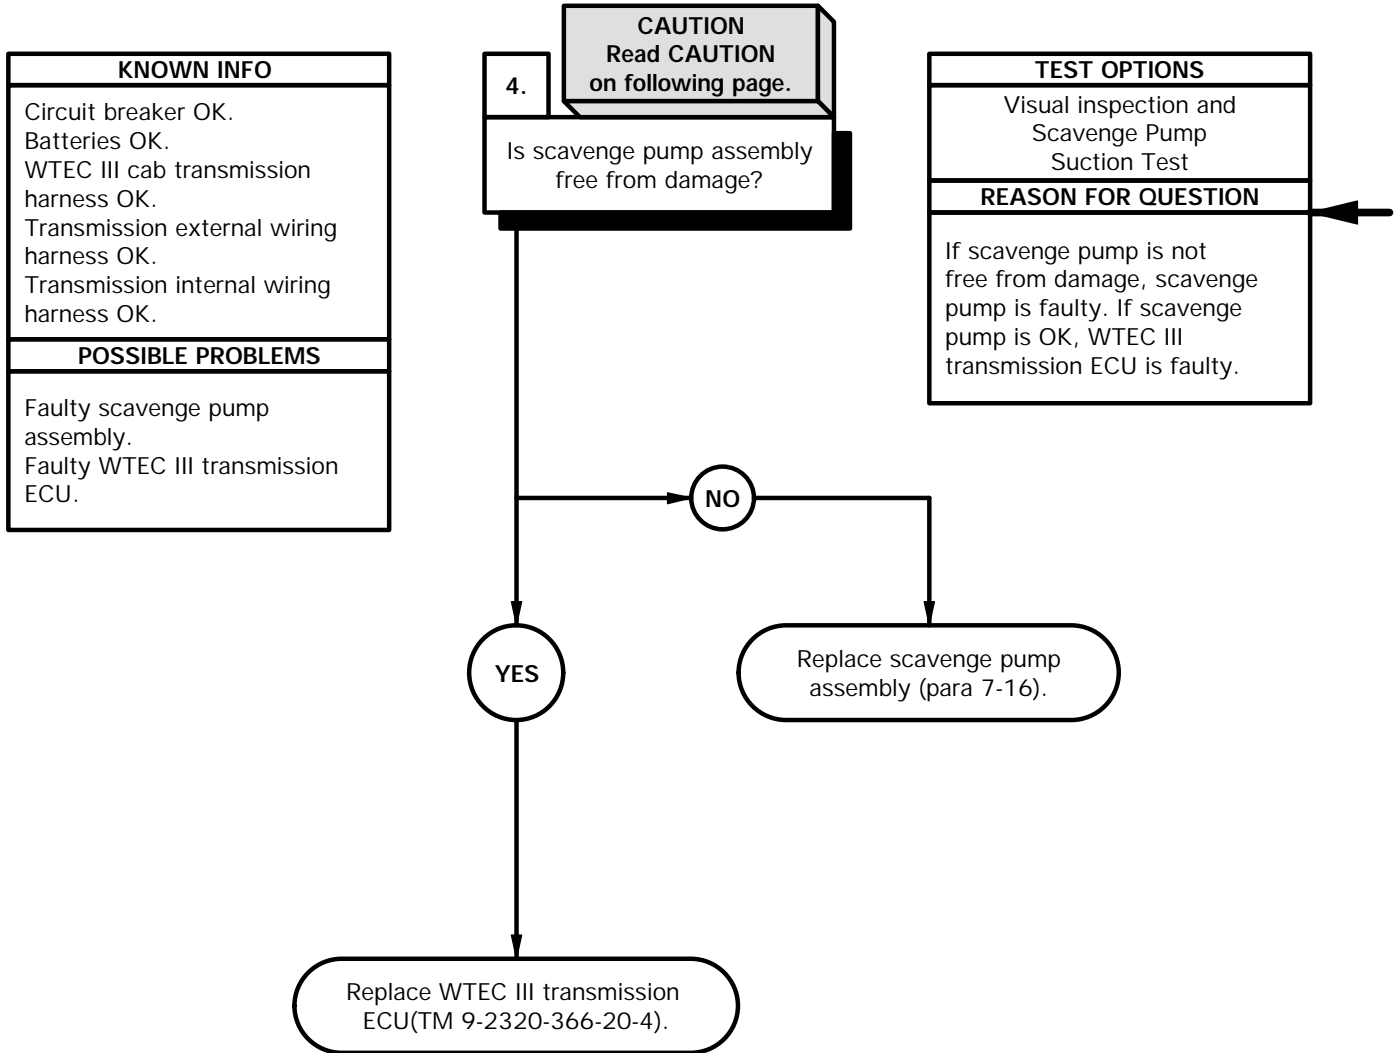 KNOWN INFO
Circuit breaker OK.
Batteries OK.
WTEC III cab transmission
harness OK.
Transmission external wiring
harness OK.
Transmission internal wiring
harness OK.
POSSIBLE PROBLEMS
Faulty scavenge pump
assembly.
Faulty WTEC III transmission
ECU.
CAUTION
Read CAUTION
on following page.
4.
Is scavenge pump assembly
free from damage?
TEST OPTIONS
Visual inspection and
Scavenge Pump
Suction Test
REASON FOR QUESTION
If scavenge pump is not
free from damage, scavenge
pump is faulty. If scavenge
pump is OK, WTEC III
transmission ECU is faulty.
NO
YES
Replace scavenge pump
assembly (para 7-16).
Replace WTEC III transmission
ECU(TM 9-2320-366-20-4).